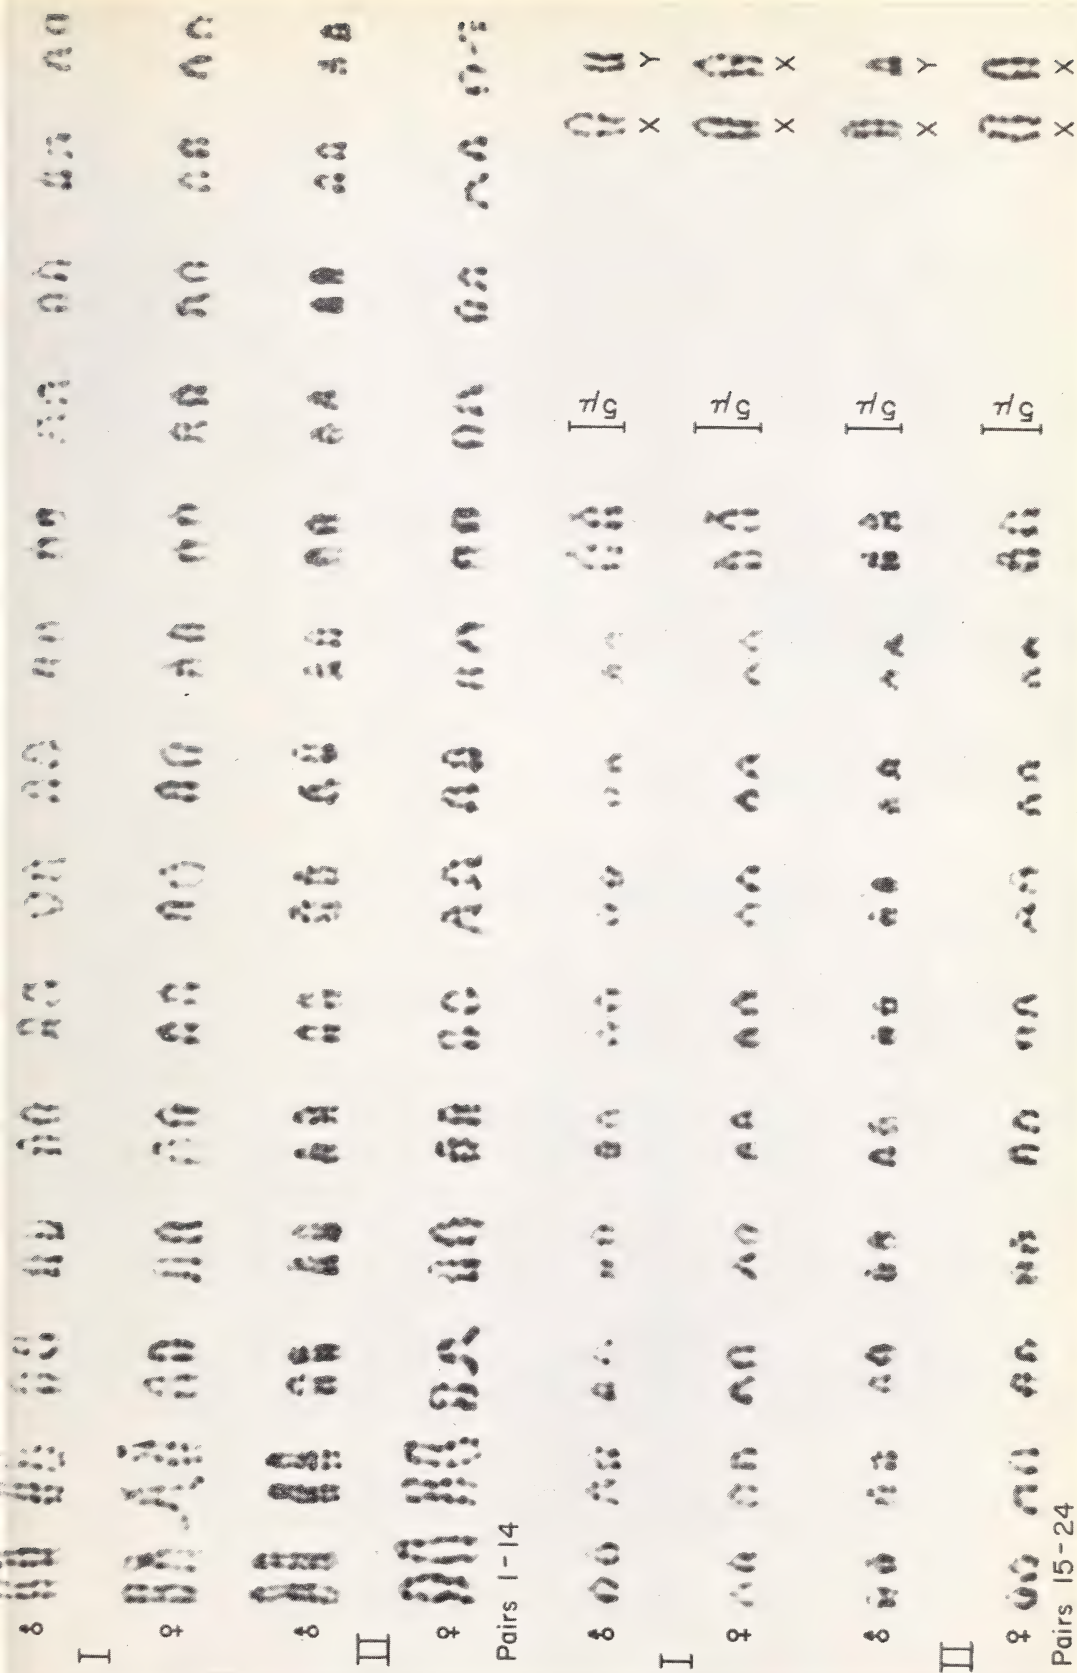 ♂
I
♀
♂
II
♀
Pairs 1-14
♂ 5μ
X Y
I
♀ 5μ
X X
♂ 5μ
X Y
II
♀ 5μ
X X
Pairs 15-24